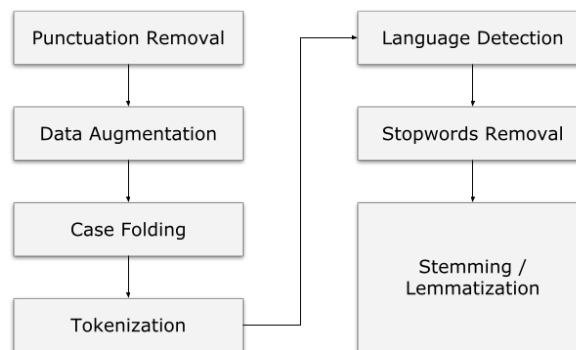 Punctuation Removal
Data Augmentation
Case Folding
Tokenization
Language Detection
Stopwords Removal
Stemming /
Lemmatization